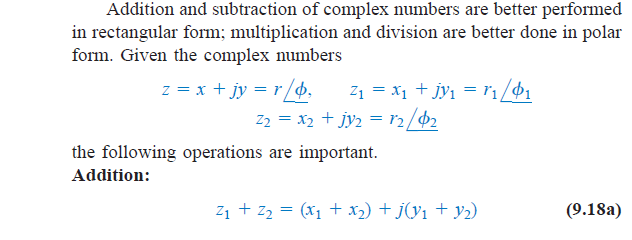 Addition and subtraction of complex numbers are better performed
in rectangular form; multiplication and division are better done in polar
form. Given the complex numbers
z = x + jy = r/ϕ, z₁ = x₁ + jy₁ = r₁/ϕ₁
z₂ = x₂ + jy₂ = r₂/ϕ₂
the following operations are important.
Addition:
z₁ + z₂ = (x₁ + x₂) + j(y₁ + y₂) (9.18a)